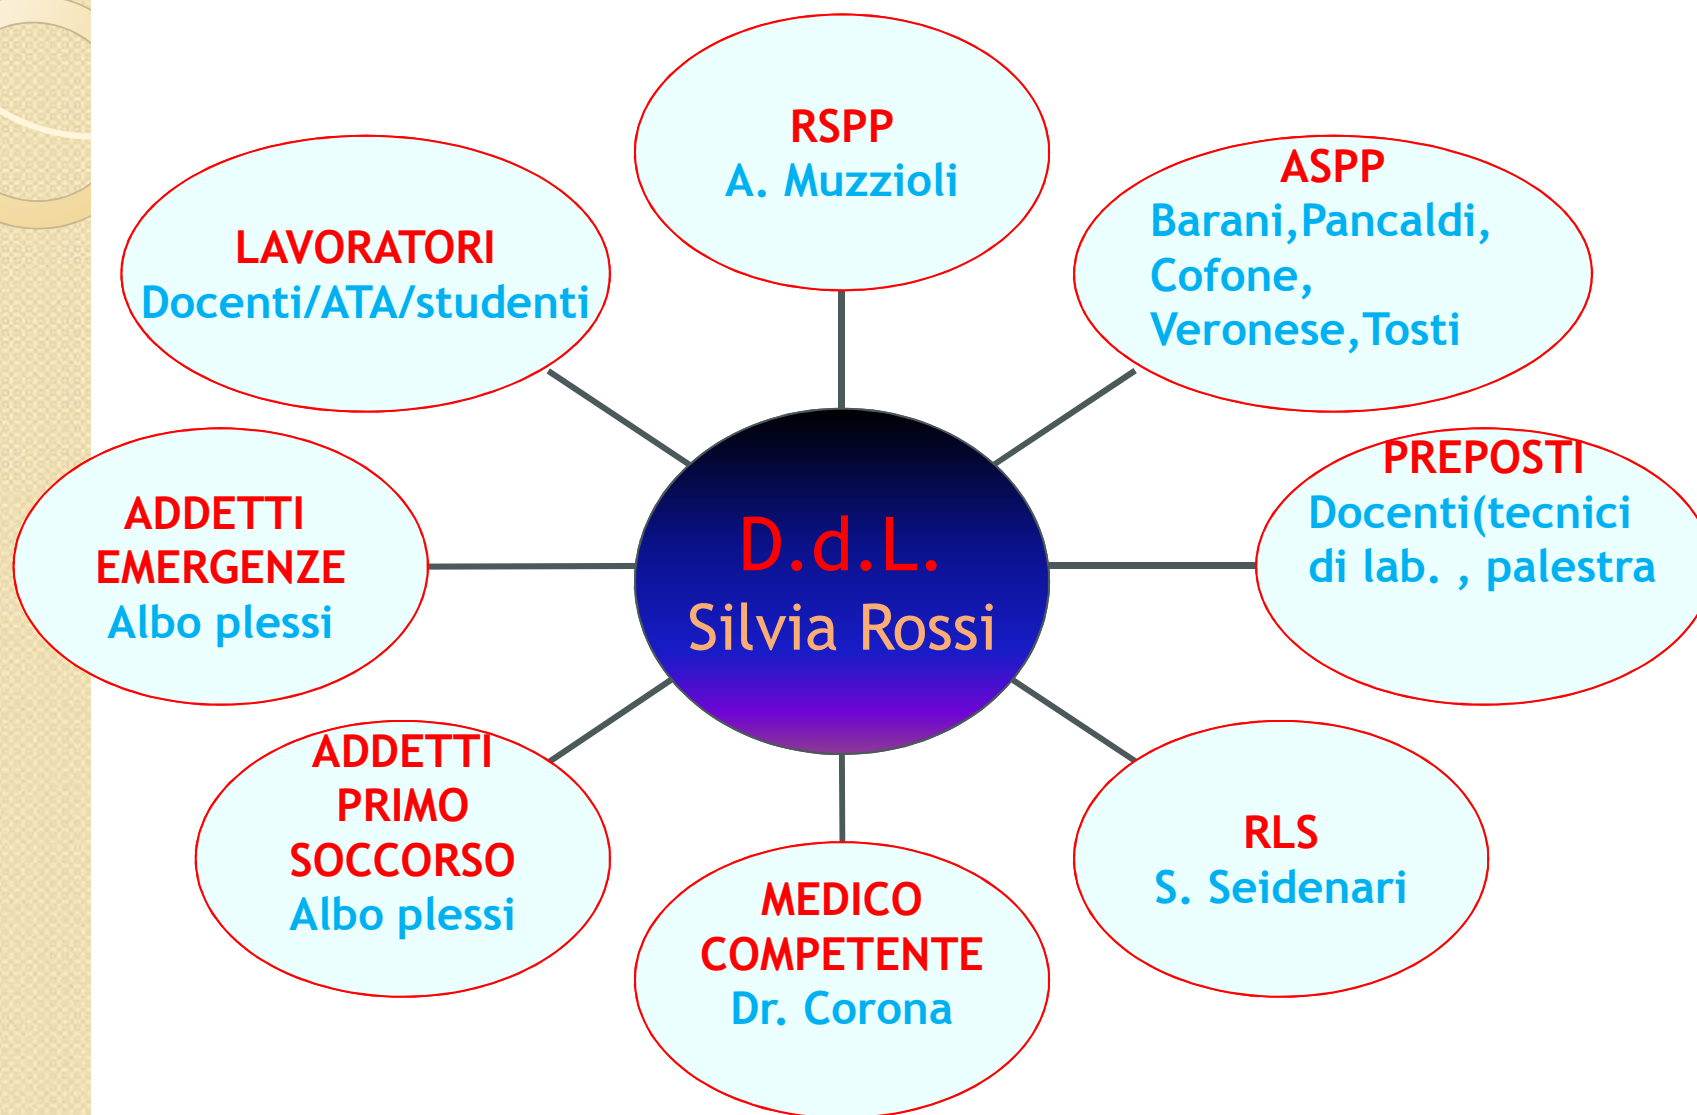 RSPP
A. Muzzioli
ASPP
Barani,Pancaldi,
Cofone,
Veronese,Tosti
LAVORATORI
Docenti/ATA/studenti
PREPOSTI
Docenti(tecnici
di lab. , palestra
ADDETTI
EMERGENZE
Albo plessi
D.d.L.
Silvia Rossi
ADDETTI
PRIMO
SOCCORSO
Albo plessi
RLS
S. Seidenari
MEDICO
COMPETENTE
Dr. Corona